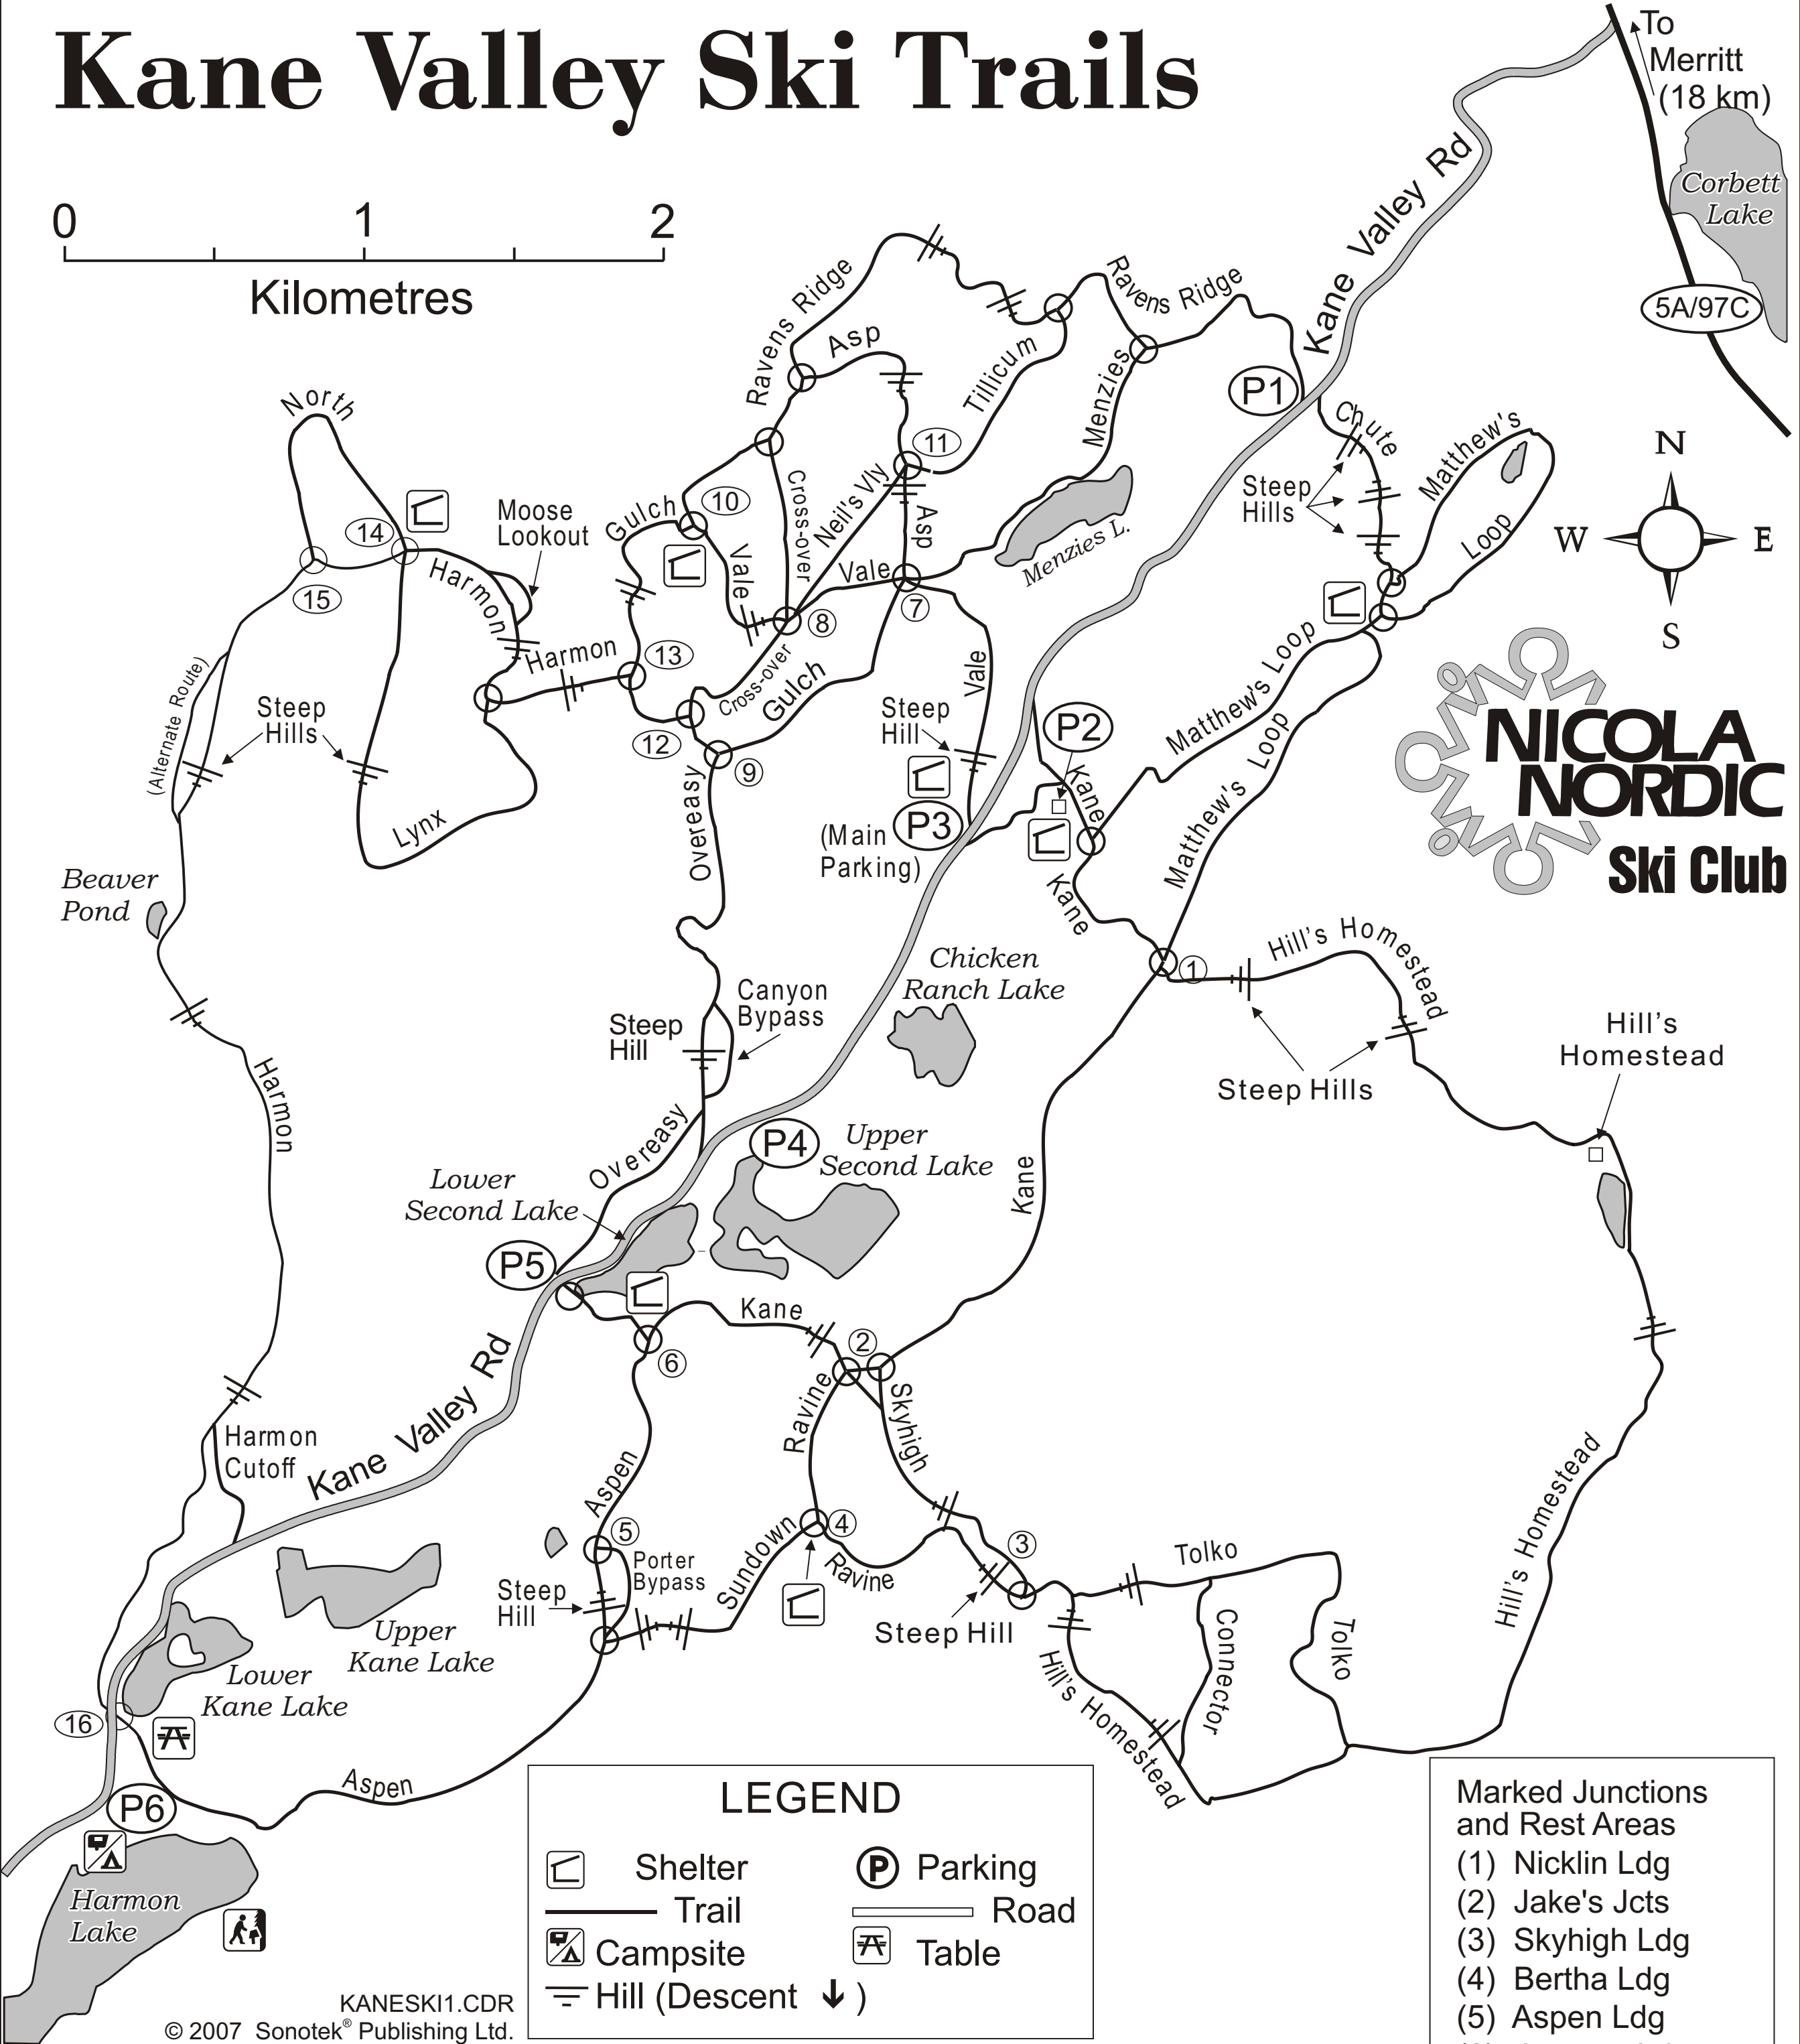 Kane Valley Ski Trails
To
Merritt
(18 km)
Corbett
Lake
5A/97C
0 1 2
Kilometres
Kane Valley Rd
Ravens Ridge
Ravens Ridge
Asp
Tillicum
Menzies
P1
Chute
Matthew's
Loop
Steep
Hills
N
W E
S
North
14
15
Moose
Lookout
Harmon
Harmon
Gulch
10
11
Cross-over
Neil's Vly
Asp
Vale
Vale
8
7
Menzies L.
13
12
Cross-over
Gulch
9
Vale
Steep
Hill
P3
(Main
Parking)
P2
Kane
Kane
Matthew's Loop
Matthew's Loop
NICOLA
NORDIC
Ski Club
(Alternate Route)
Steep
Hills
Lynx
Overeasy
Beaver
Pond
Harmon
Chicken
Ranch Lake
1
Hill's Homestead
Steep Hills
Hill's
Homestead
Canyon
Bypass
Steep
Hill
Overeasy
P4
Upper
Second Lake
Lower
Second Lake
P5
Kane
Kane
6
2
Kane Valley Rd
Harmon
Cutoff
Ravine
Skyhigh
Aspen
5
Porter
Bypass
Steep
Hill
Sundown
4
Ravine
3
Steep Hill
Tolko
Connector
Tolko
Hill's Homestead
Hill's Homestead
Upper
Kane Lake
Lower
Kane Lake
16
P6
Aspen
Harmon
Lake
LEGEND
Shelter
P Parking
Trail
Road
Campsite
Table
Hill (Descent ↓ )
KANESKI1.CDR
© 2007 Sonotek® Publishing Ltd.
Marked Junctions
and Rest Areas
(1) Nicklin Ldg
(2) Jake's Jcts
(3) Skyhigh Ldg
(4) Bertha Ldg
(5) Aspen Ldg